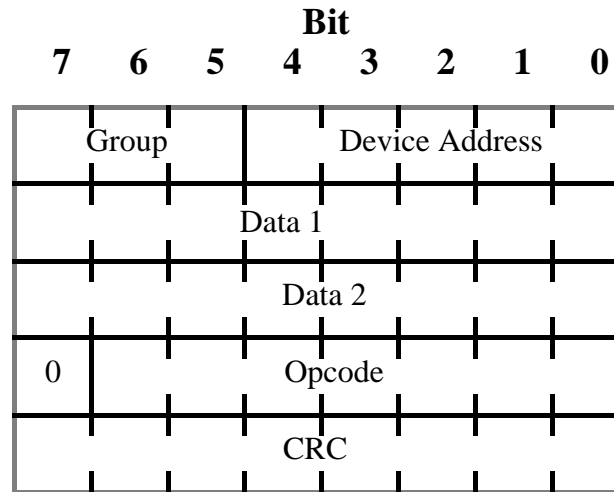 Bit
7 6 5 4 3 2 1 0
Group Device Address
Data 1
Data 2
0 Opcode
CRC